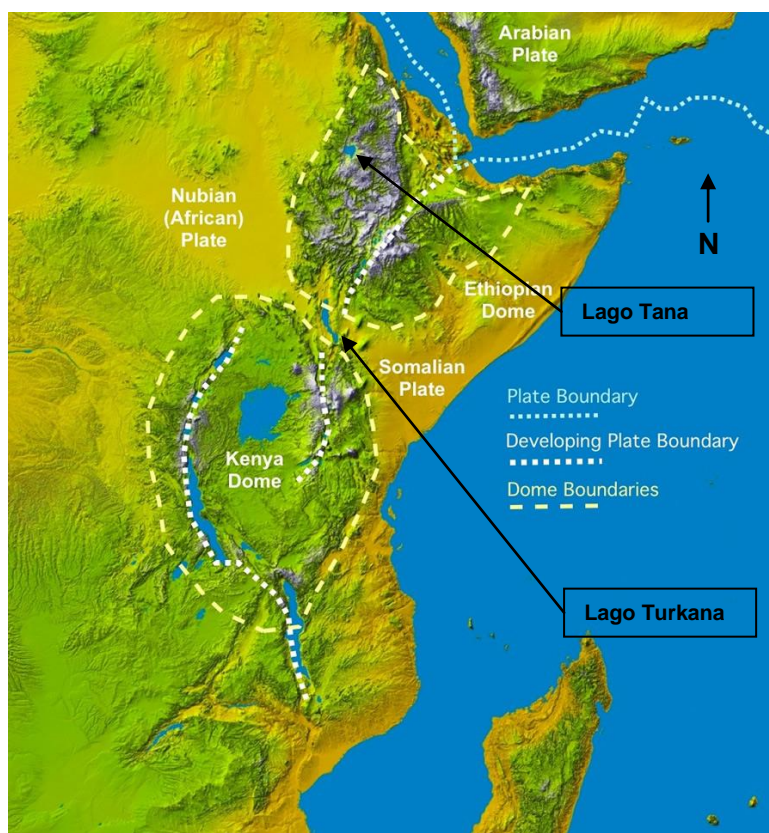 Arabian
Plate
Nubian
(African)
Plate
N
Ethiopian
Dome
Lago Tana
Somalian
Plate
Plate Boundary
Developing Plate Boundary
Kenya
Dome
Dome Boundaries
Lago Turkana